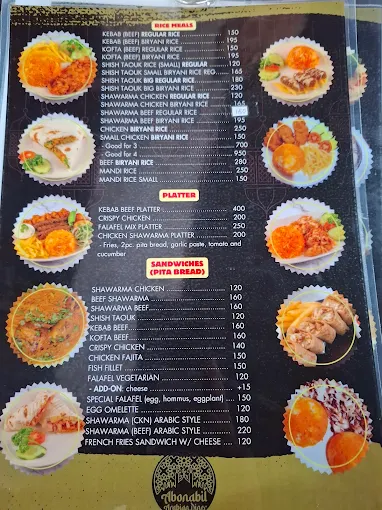 RICE MEALS
KEBAB (BEEF) REGULAR RICE 150
KEBAB (BEEF) BIRYANI RICE 195
KOFTA (BEEF) REGULAR RICE 150
KOFTA (BEEF) BIRYANI RICE 195
SHISH TAOUK RICE (SMALL) REGULAR 120
SHISH TAOUK SMALL BIRYANI RICE REG 165
SHISH TAOUK BIG REGULAR RICE 180
SHISH TAOUK BIG BIRYANI RICE 230
SHAWARMA CHICKEN REGULAR RICE 120
SHAWARMA CHICKEN BIRYANI RICE 165
SHAWARMA BEEF REGULAR RICE
SHAWARMA BEEF BIRYANI RICE 195
CHICKEN BIRYANI RICE 250
SMALL CHICKEN BIRYANI RICE 150
- Good for 3 700
- Good for 4 950
BEEF BIRYANI RICE 280
MANDI RICE 250
MANDI RICE SMALL 150
PLATTER
KEBAB BEEF PLATTER 400
CRISPY CHICKEN 200
FALAFEL MIX PLATTER 250
CHICKEN SHAWARMA PLATTER 200
- Fries, 2pc. pita bread, garlic paste, tomato and
cucumber
SANDWICHES
(PITA BREAD)
SHAWARMA CHICKEN 120
BEEF SHAWARMA 160
SHAWARMA BEEF 160
SHISH TAOUK 120
KEBAB BEEF 160
KOFTA BEEF 160
CRISPY CHICKEN 140
CHICKEN FAJITA 150
FISH FILLET 150
FALAFEL VEGETARIAN 120
- ADD-ON: cheese +15
SPECIAL FALAFEL (egg, hommus, eggplant) 150
EGG OMELETTE 120
SHAWARMA (CKN) ARABIC STYLE 180
SHAWARMA (BEEF) ARABIC STYLE 220
FRENCH FRIES SANDWICH W/ CHEESE 120
Abonabil
Arabian Diner